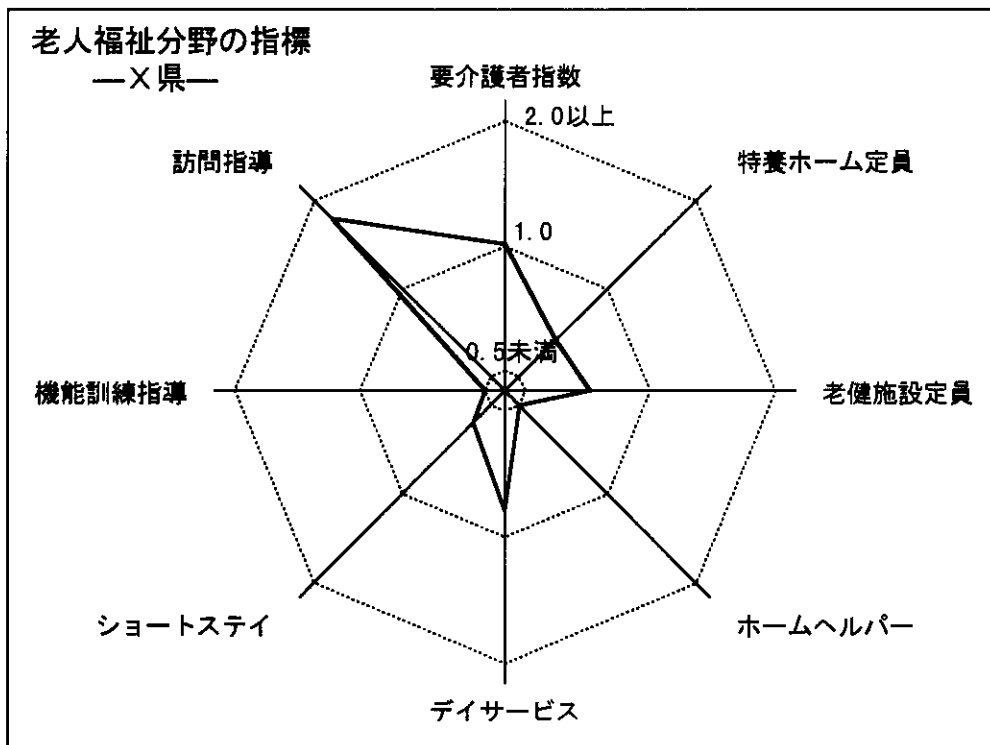 老人福祉分野の指標
―X県―
要介護者指数
2.0以上
訪問指導
特養ホーム定員
1.0
0.5未満
機能訓練指導
老健施設定員
ショートステイ
ホームヘルパー
デイサービス